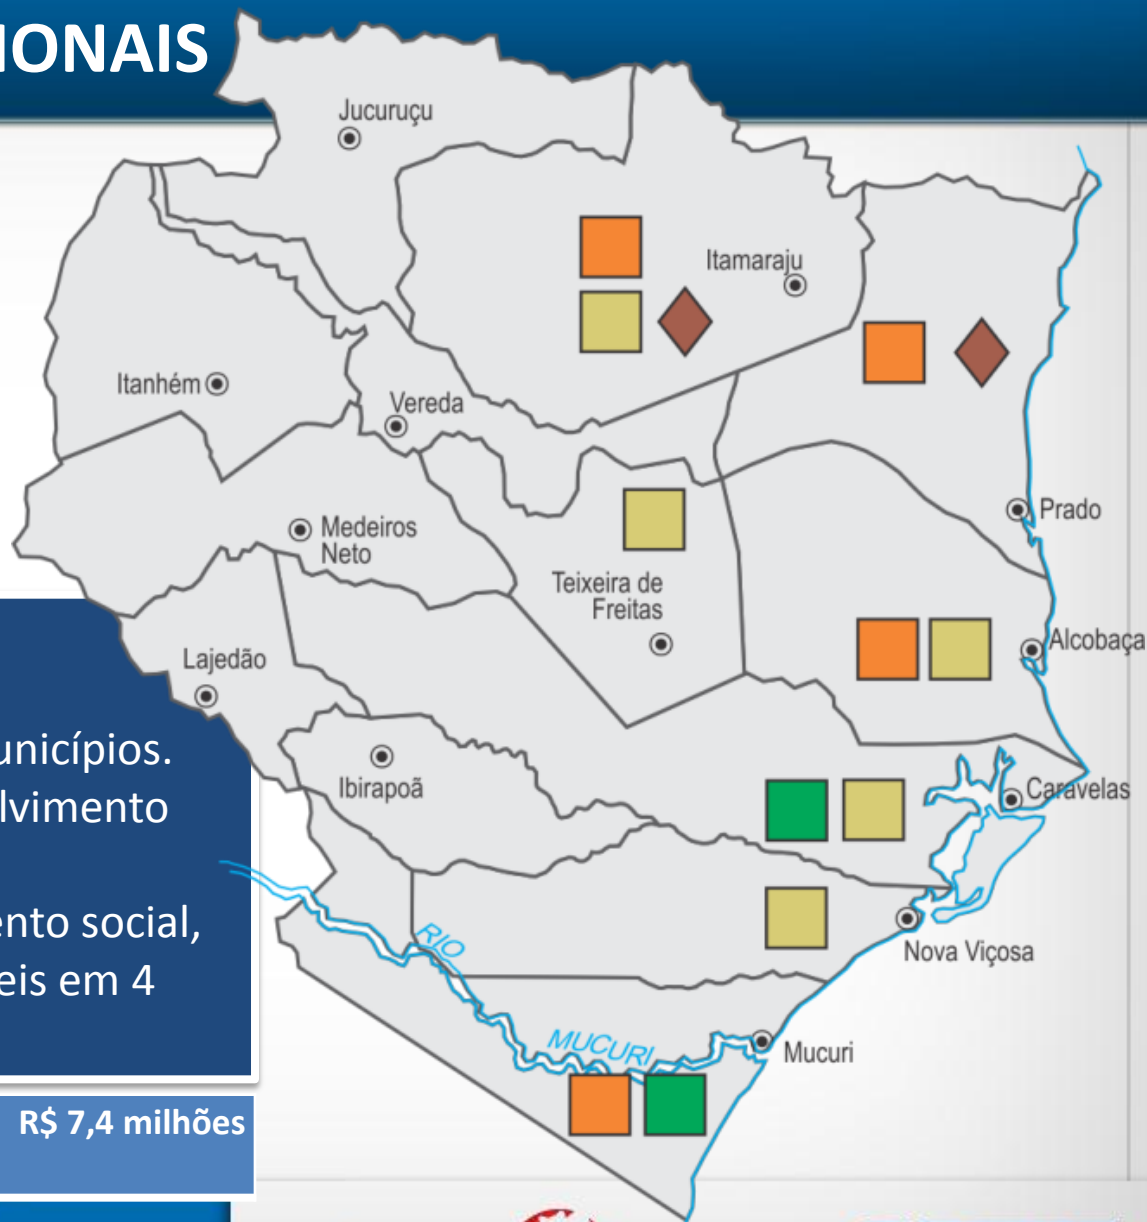 IONAIS
Jucuruçu
Itamaraju
Itanhém
Vereda
Prado
Medeiros
Neto
Teixeira de
Freitas
Alcobaça
Lajedão
unicípios.
lvimento
Ibirapoã
Caravelas
ento social,
eis em 4
RIO
Nova Viçosa
MUCURI
Mucuri
R$ 7,4 milhões